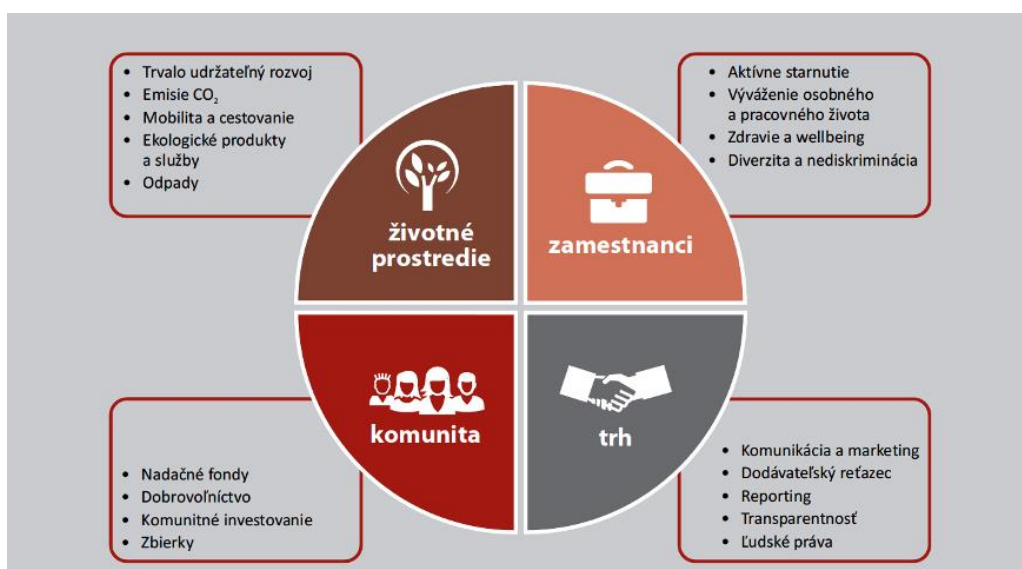 • Trvalo udržateľný rozvoj
• Emisie CO₂
• Mobilita a cestovanie
• Ekologické produkty
a služby
• Odpady
• Aktívne starnutie
• Vyváženie osobného
a pracovného života
• Zdravie a wellbeing
• Diverzita a nediskriminácia
životné
prostredie
zamestnanci
komunita
trh
• Nadačné fondy
• Dobrovoľníctvo
• Komunitné investovanie
• Zbierky
• Komunikácia a marketing
• Dodávateľský reťazec
• Reporting
• Transparentnosť
• Ľudské práva